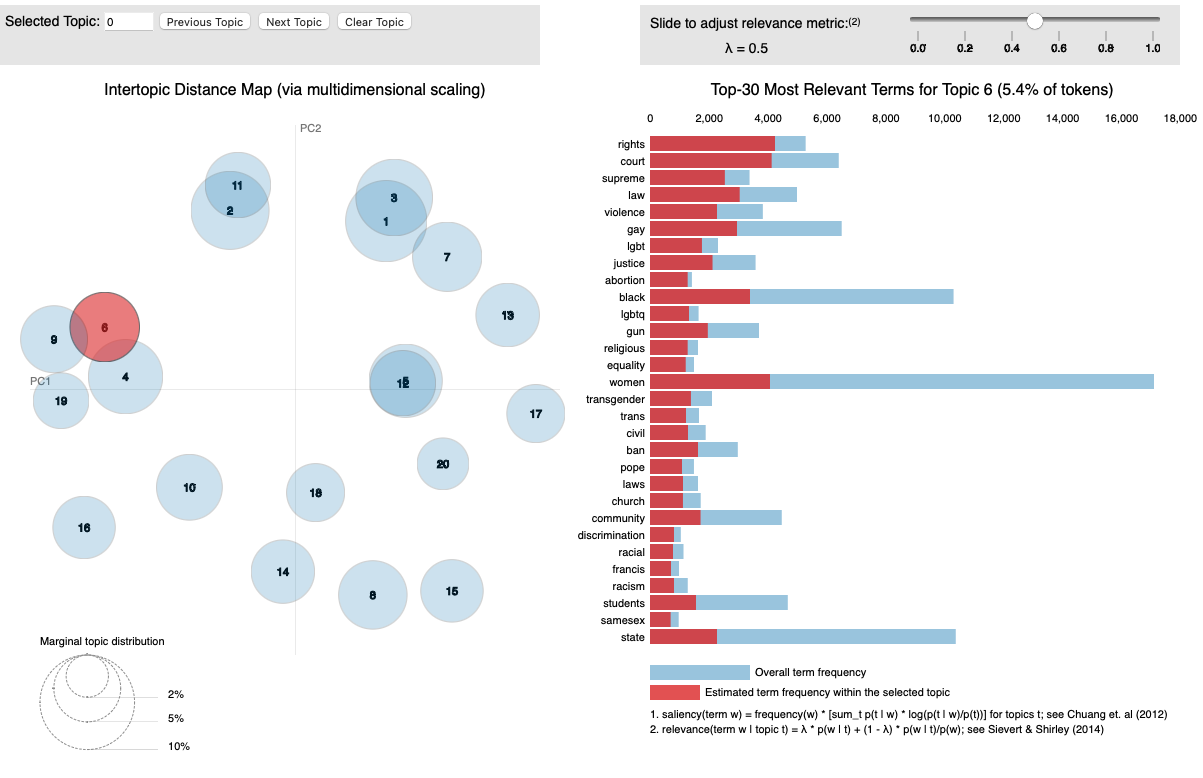 Selected Topic: 0 Previous Topic Next Topic Clear Topic
Slide to adjust relevance metric:(2)
λ = 0.5
0.0 0.2 0.4 0.6 0.8 1.0
Intertopic Distance Map (via multidimensional scaling)
PC2
PC1
11
2
3
1
7
13
6
9
4
19
5
12
17
20
10
18
16
14
8
15
Marginal topic distribution
2%
5%
10%
Top-30 Most Relevant Terms for Topic 6 (5.4% of tokens)
0 2,000 4,000 6,000 8,000 10,000 12,000 14,000 16,000 18,000
rights
court
supreme
law
violence
gay
lgbt
justice
abortion
black
lgbtq
gun
religious
equality
women
transgender
trans
civil
ban
pope
laws
church
community
discrimination
racial
francis
racism
students
samesex
state
Overall term frequency
Estimated term frequency within the selected topic
1. saliency(term w) = frequency(w) * [sum_t p(t | w) * log(p(t | w)/p(t))] for topics t; see Chuang et. al (2012)
2. relevance(term w | topic t) = λ * p(w | t) + (1 - λ) * p(w | t)/p(w); see Sievert & Shirley (2014)